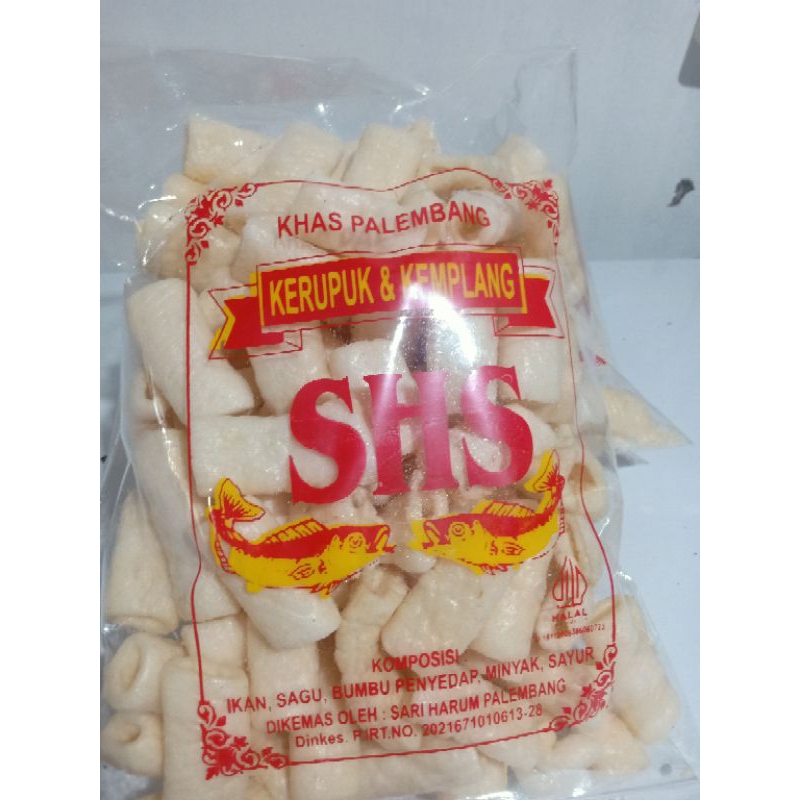 KHAS PALEMBANG
KERUPUK & KEMPLANG
SHS
HALAL
KOMPOSISI
IKAN, SAGU, BUMBU PENYEDAP, MINYAK, SAYUR
DIKEMAS OLEH : SARI HARUM PALEMBANG
Dinkes. P.IRT.NO. 2021671010613-28